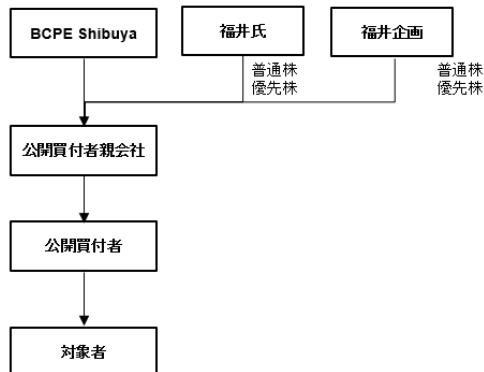 BCPE Shibuya
福井氏
福井企画
普通株
優先株
普通株
優先株
公開買付者親会社
公開買付者
対象者